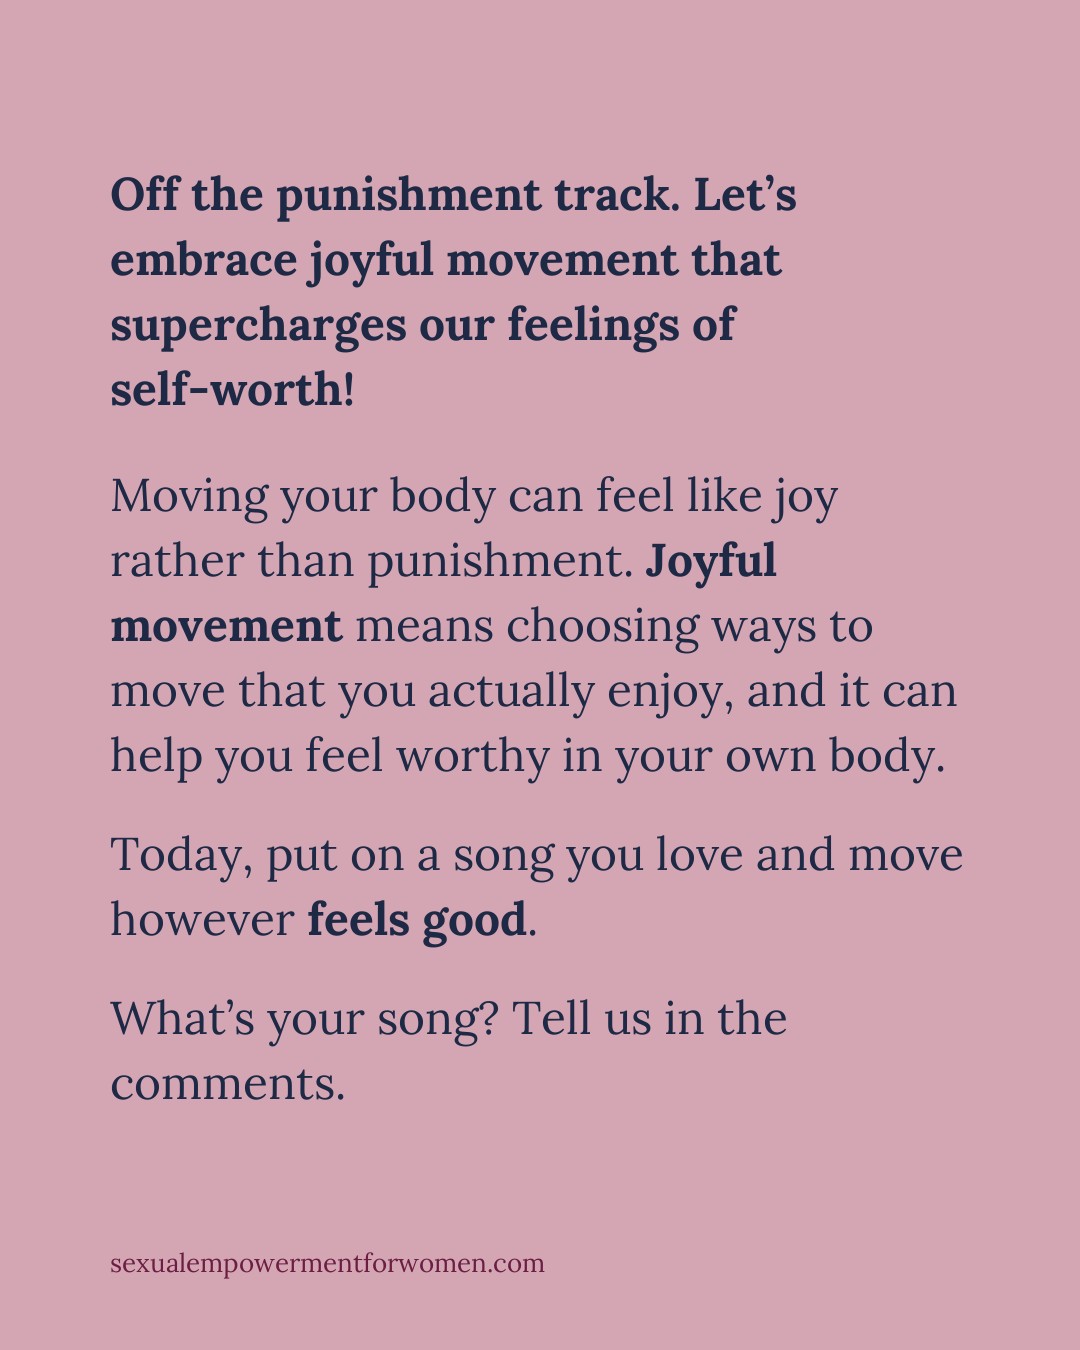 Off the punishment track. Let’s
embrace joyful movement that
supercharges our feelings of
self-worth!
Moving your body can feel like joy
rather than punishment. Joyful
movement means choosing ways to
move that you actually enjoy, and it can
help you feel worthy in your own body.
Today, put on a song you love and move
however feels good.
What’s your song? Tell us in the
comments.
sexualempowermentforwomen.com